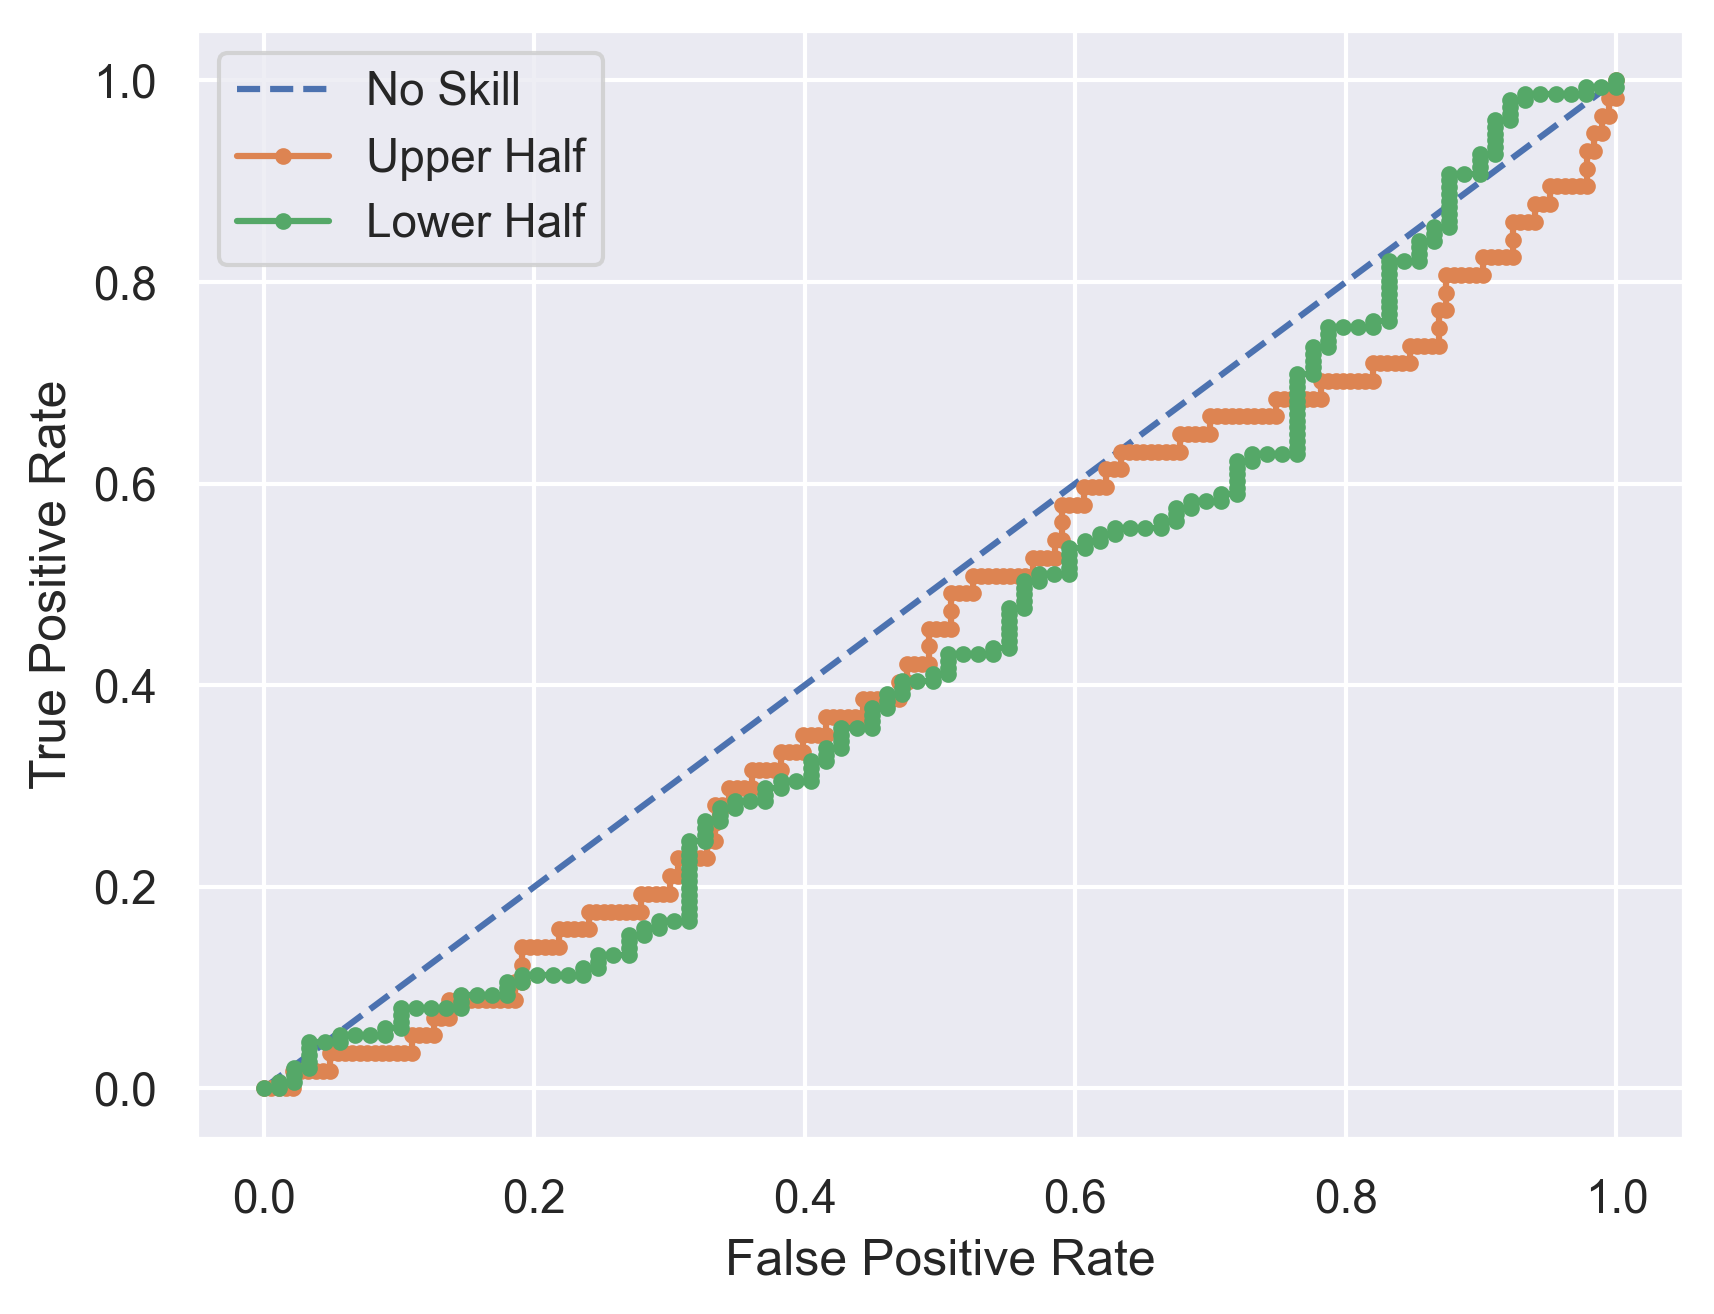 No Skill
Upper Half
Lower Half
1.0
0.8
0.6
0.4
0.2
0.0
True Positive Rate
0.0 0.2 0.4 0.6 0.8 1.0
False Positive Rate